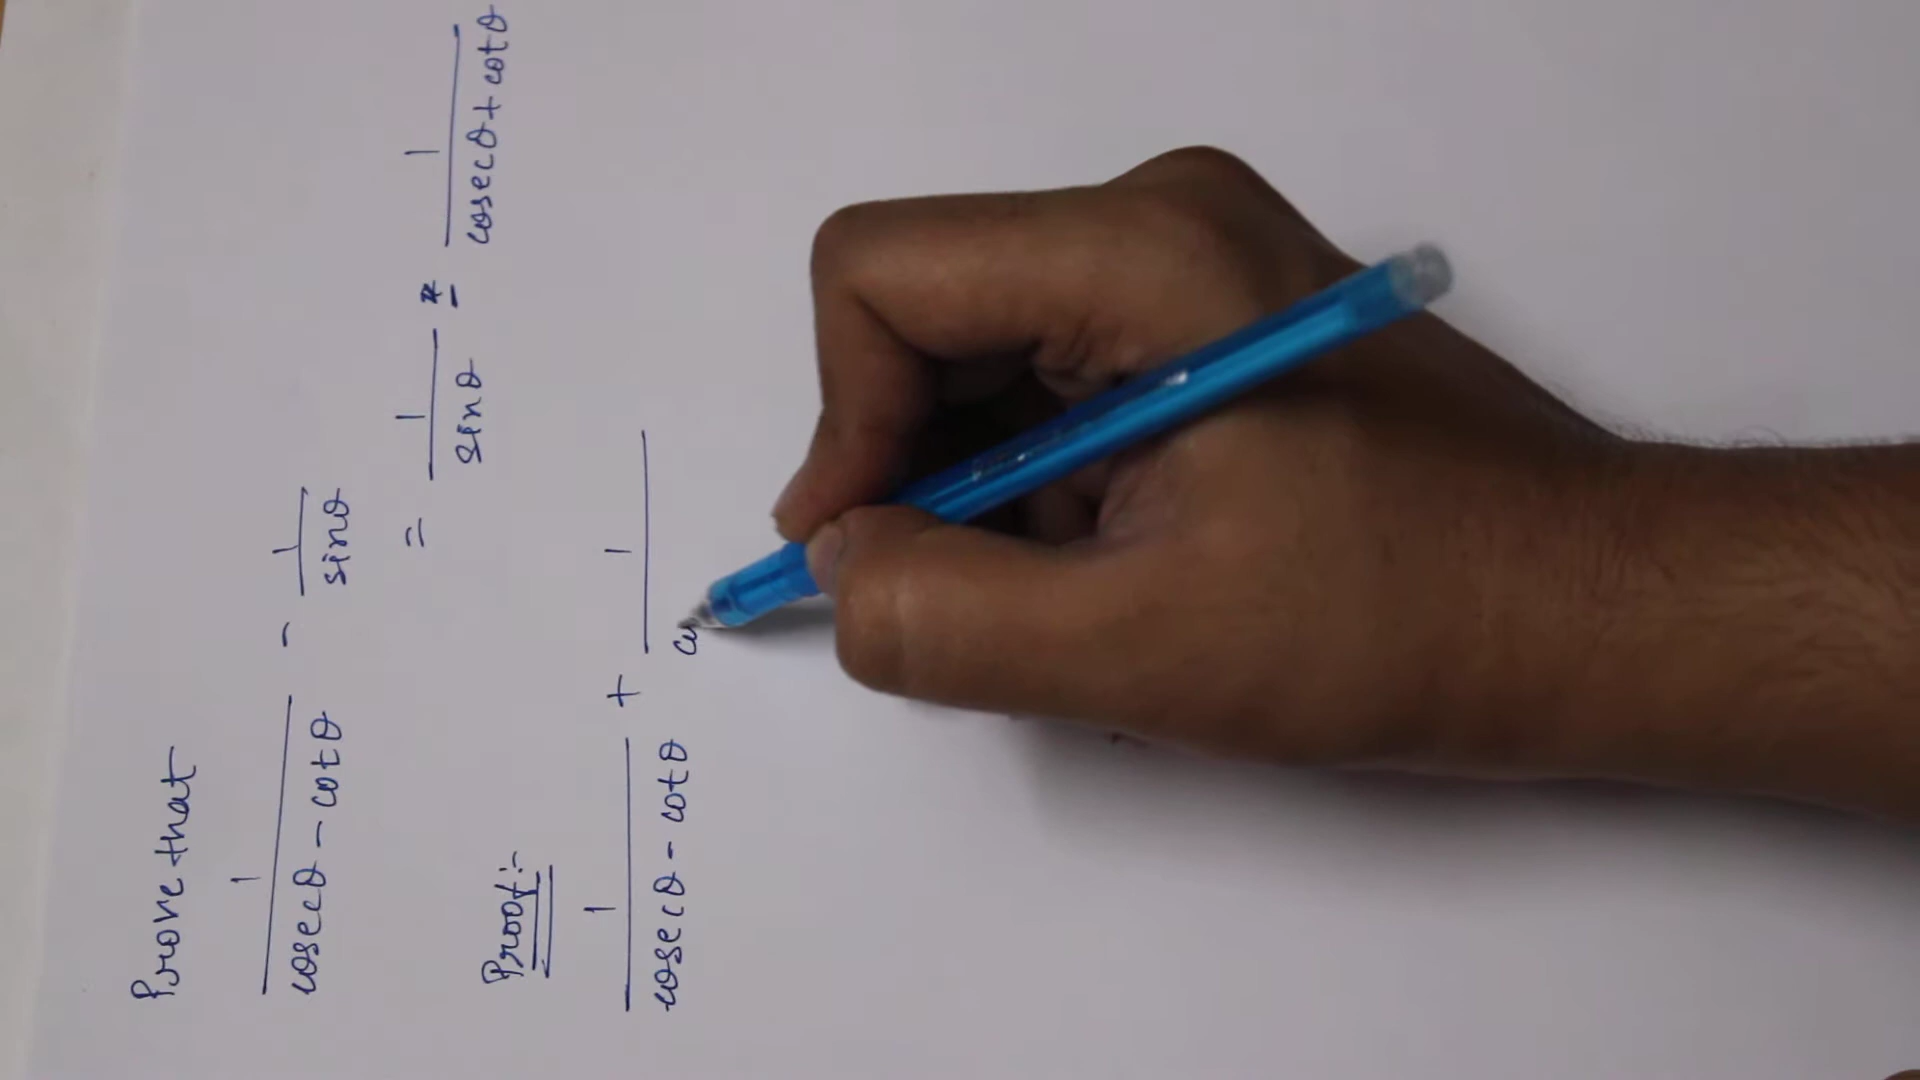 Prove that
1/(cosecθ - cotθ) - 1/sinθ
= 1/sinθ - 1/(cosecθ + cotθ)
Proof:-
1/(cosecθ - cotθ) + 1/